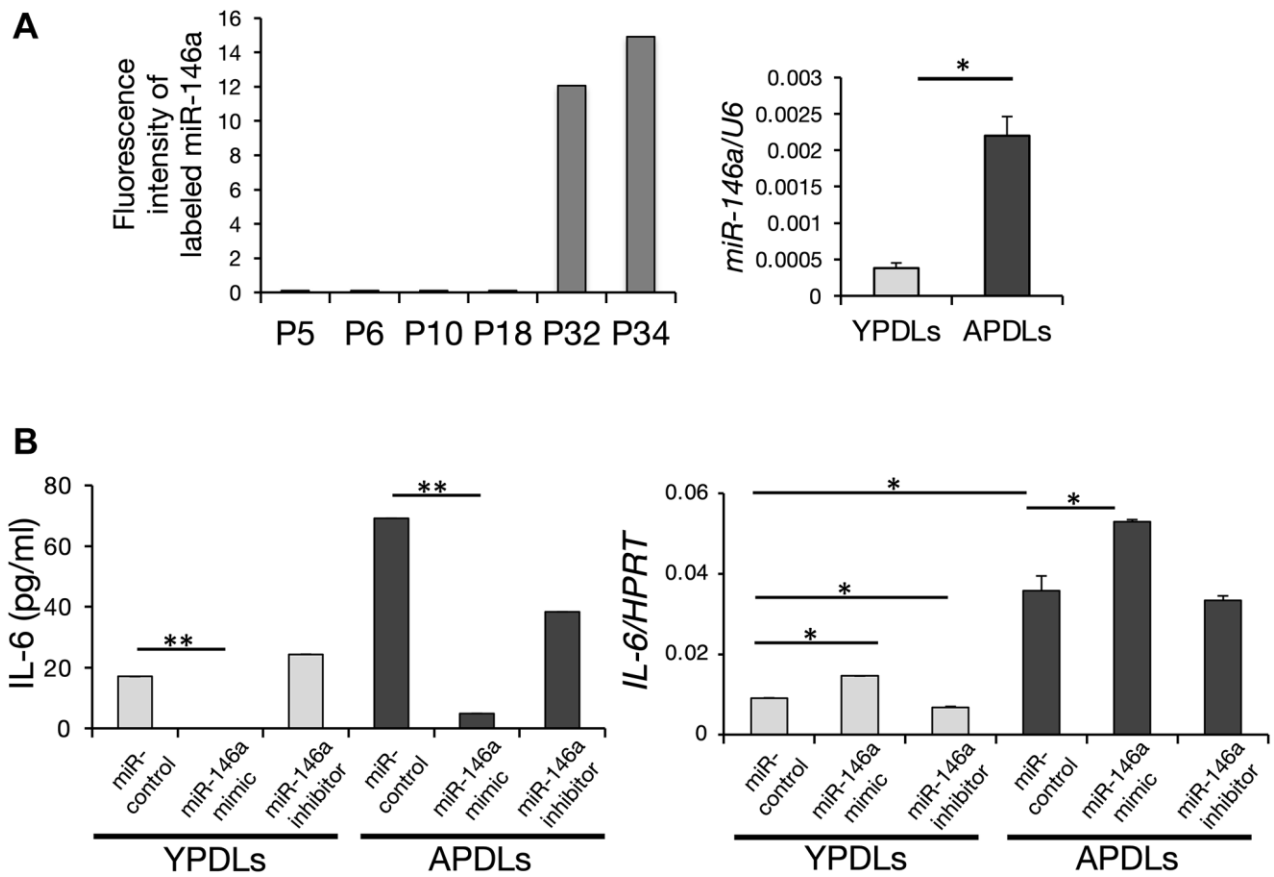 A
Fluorescence
intensity of
labeled miR-146a
16
14
12
10
8
6
4
2
0
P5 P6 P10 P18 P32 P34
miR-146a/U6
0.003
0.0025
0.002
0.0015
0.001
0.0005
0
*
YPDLs APDLs
B
IL-6 (pg/ml)
80
60
40
20
0
**
**
miR-
control
miR-146a
mimic
miR-146a
inhibitor
miR-
control
miR-146a
mimic
miR-146a
inhibitor
YPDLs APDLs
IL-6/HPRT
0.06
0.04
0.02
0
*
*
*
*
miR-
control
miR-146a
mimic
miR-146a
inhibitor
miR-
control
miR-146a
mimic
miR-146a
inhibitor
YPDLs APDLs